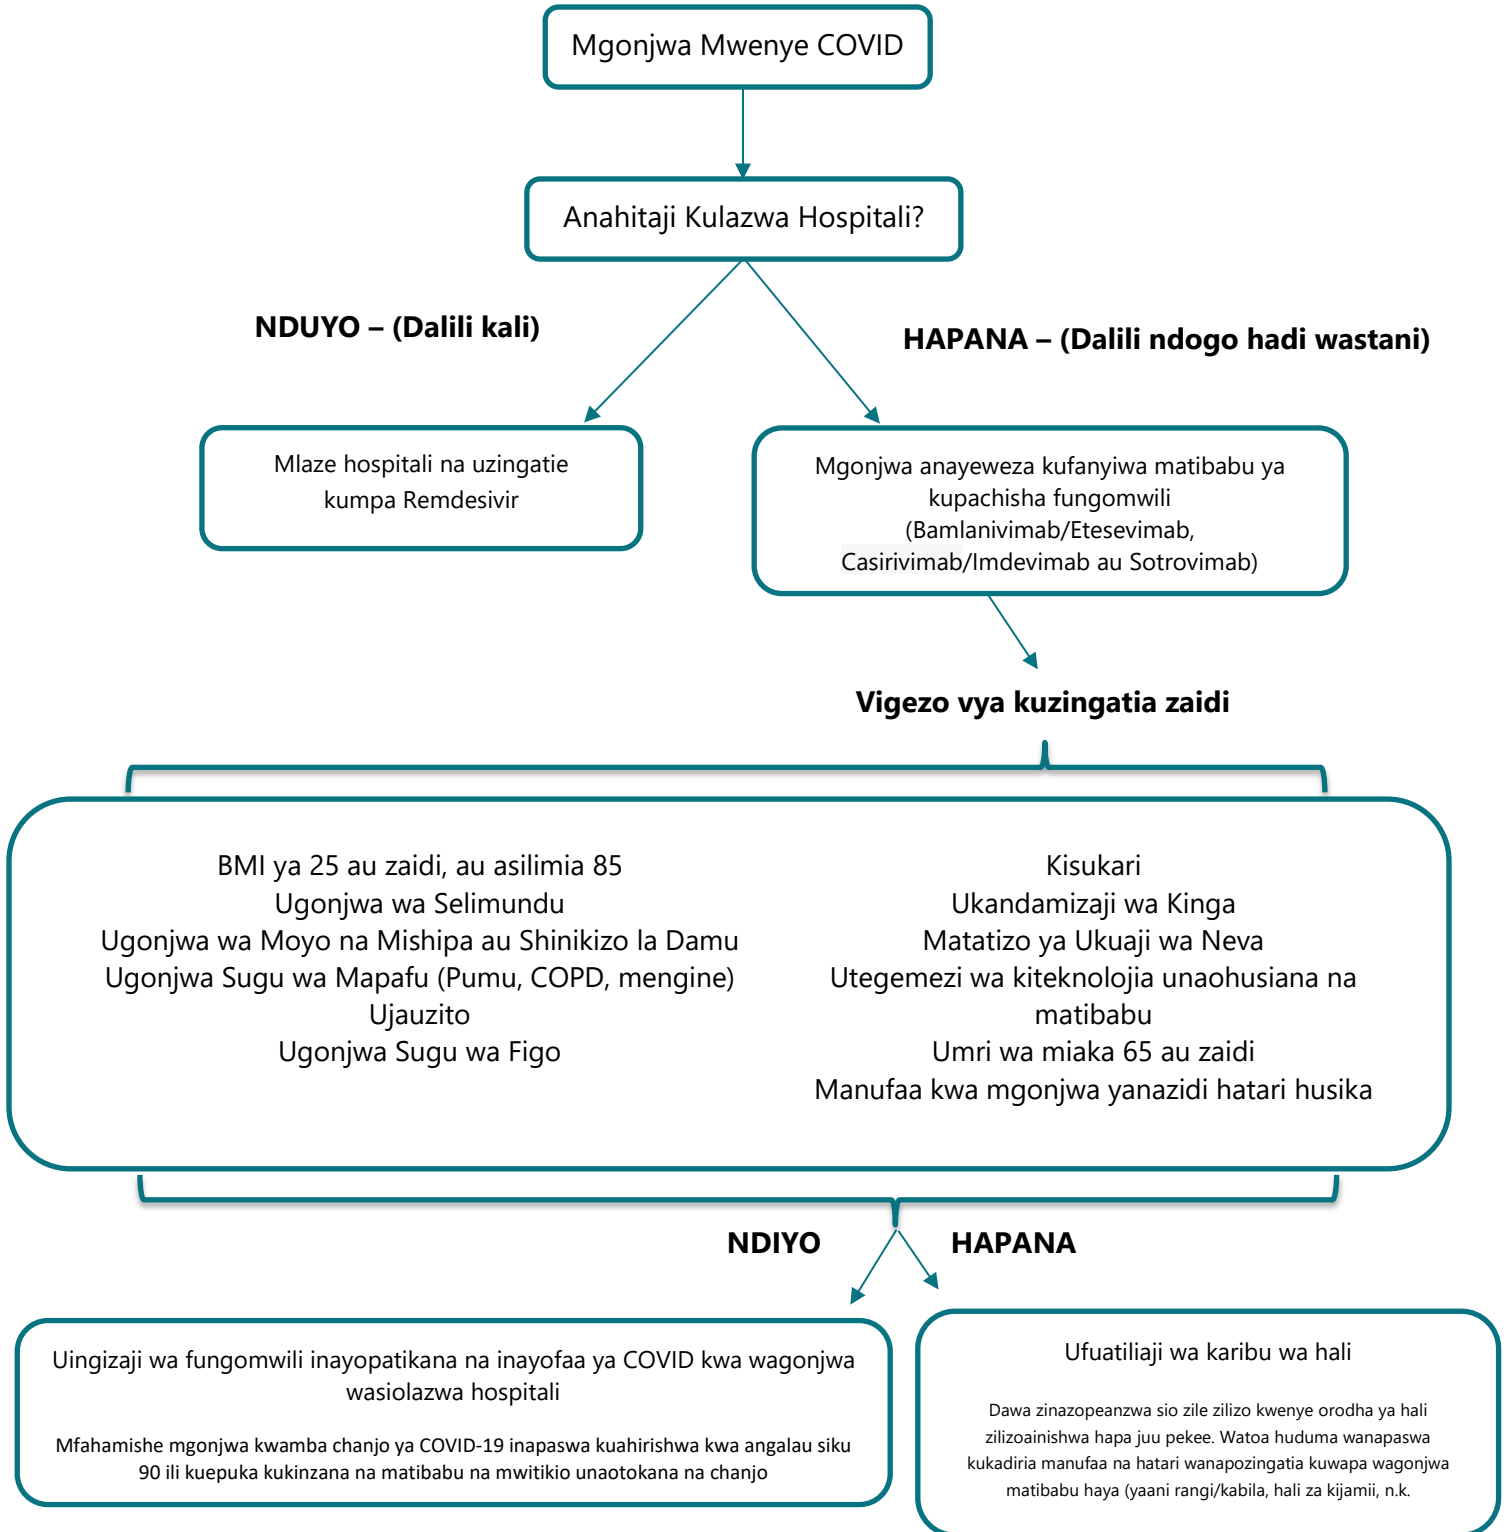 Mgonjwa Mwenye COVID
Anahitaji Kulazwa Hospitali?
NDUYO – (Dalili kali)
HAPANA – (Dalili ndogo hadi wastani)
Mlaze hospitali na uzingatie
kumpa Remdesivir
Mgonjwa anayeweza kufanyiwa matibabu ya
kupachisha fungomwili
(Bamlanivimab/Etesevimab,
Casirivimab/Imdevimab au Sotrovimab)
Vigezo vya kuzingatia zaidi
BMI ya 25 au zaidi, au asilimia 85
Ugonjwa wa Selimundu
Ugonjwa wa Moyo na Mishipa au Shinikizo la Damu
Ugonjwa Sugu wa Mapafu (Pumu, COPD, mengine)
Ujauzito
Ugonjwa Sugu wa Figo
Kisukari
Ukandamizaji wa Kinga
Matatizo ya Ukuaji wa Neva
Utegemezi wa kiteknolojia unaohusiana na
matibabu
Umri wa miaka 65 au zaidi
Manufaa kwa mgonjwa yanazidi hatari husika
NDIYO
HAPANA
Uingizaji wa fungomwili inayopatikana na inayofaa ya COVID kwa wagonjwa
wasiolazwa hospitali
Mfahamishe mgonjwa kwamba chanjo ya COVID-19 inapaswa kuahirishwa kwa angalau siku
90 ili kuepuka kukinzana na matibabu na mwitikio unaotokana na chanjo
Ufuatiliaji wa karibu wa hali
Dawa zinazopeanzwa sio zile zilizo kwenye orodha ya hali
zilizoainishwa hapa juu pekee. Watoa huduma wanapaswa
kukadiria manufaa na hatari wanapozingatia kuwapa wagonjwa
matibabu haya (yaani rangi/kabila, hali za kijamii, n.k.